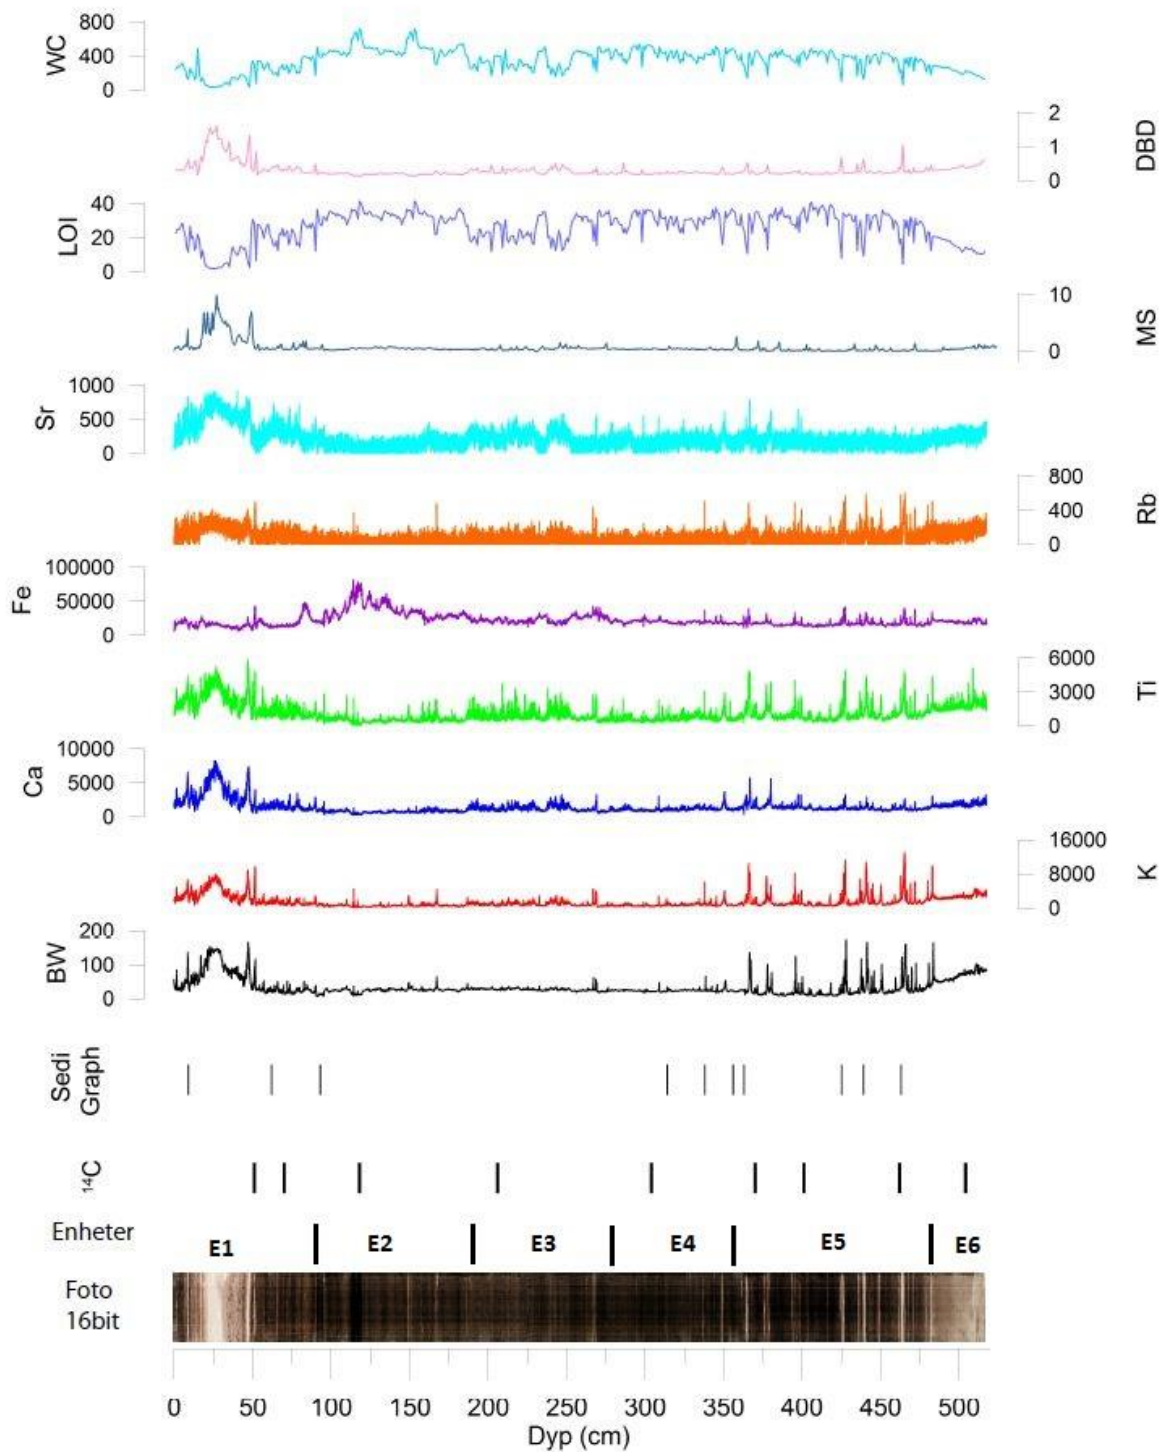 800
400
0
WC
2
1
0
DBD
40
20
0
LOI
10
0
MS
1000
500
0
Sr
800
400
0
Rb
100000
50000
0
Fe
6000
3000
0
Ti
10000
5000
0
Ca
16000
8000
0
K
200
100
0
BW
Sedi
Graph
¹⁴C
Enheter
E1 E2 E3 E4 E5 E6
Foto
16bit
0 50 100 150 200 250 300 350 400 450 500
Dyp (cm)